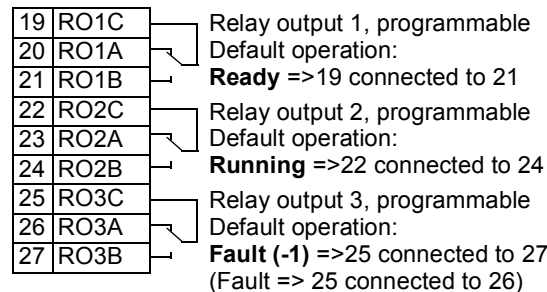 19 RO1C Relay output 1, programmable
20 RO1A Default operation:
21 RO1B Ready =>19 connected to 21
22 RO2C Relay output 2, programmable
23 RO2A Default operation:
24 RO2B Running =>22 connected to 24
25 RO3C Relay output 3, programmable
26 RO3A Default operation:
27 RO3B Fault (-1) =>25 connected to 27
(Fault => 25 connected to 26)